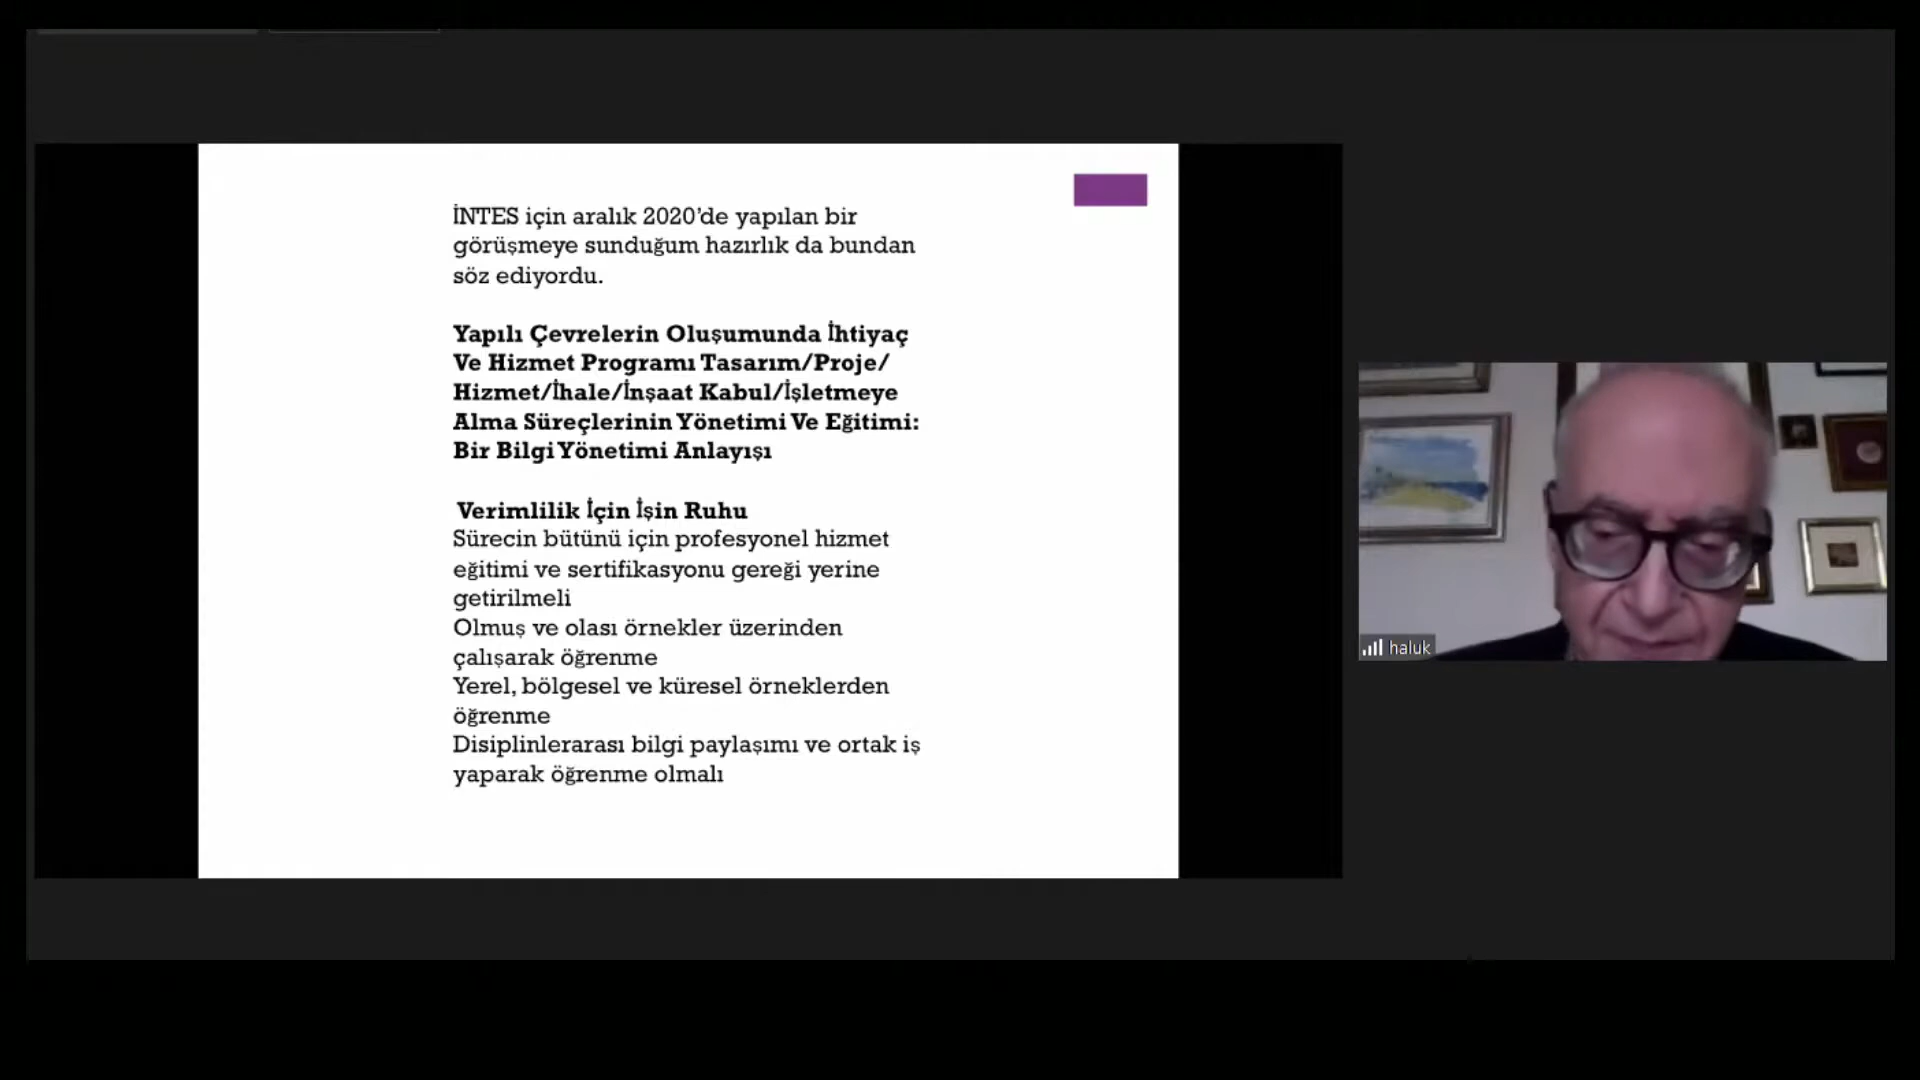 İNTES için aralık 2020’de yapılan bir
görüşmeye sunduğum hazırlık da bundan
söz ediyordu.
Yapılı Çevrelerin Oluşumunda İhtiyaç
Ve Hizmet Programı Tasarım/Proje/
Hizmet/İhale/İnşaat Kabul/İşletmeye
Alma Süreçlerinin Yönetimi Ve Eğitimi:
Bir Bilgi Yönetimi Anlayışı
Verimlilik İçin İşin Ruhu
Sürecin bütünü için profesyonel hizmet
eğitimi ve sertifikasyonu gereği yerine
getirilmeli
Olmuş ve olası örnekler üzerinden
çalışarak öğrenme
Yerel, bölgesel ve küresel örneklerden
öğrenme
Disiplinlerarası bilgi paylaşımı ve ortak iş
yaparak öğrenme olmalı
haluk